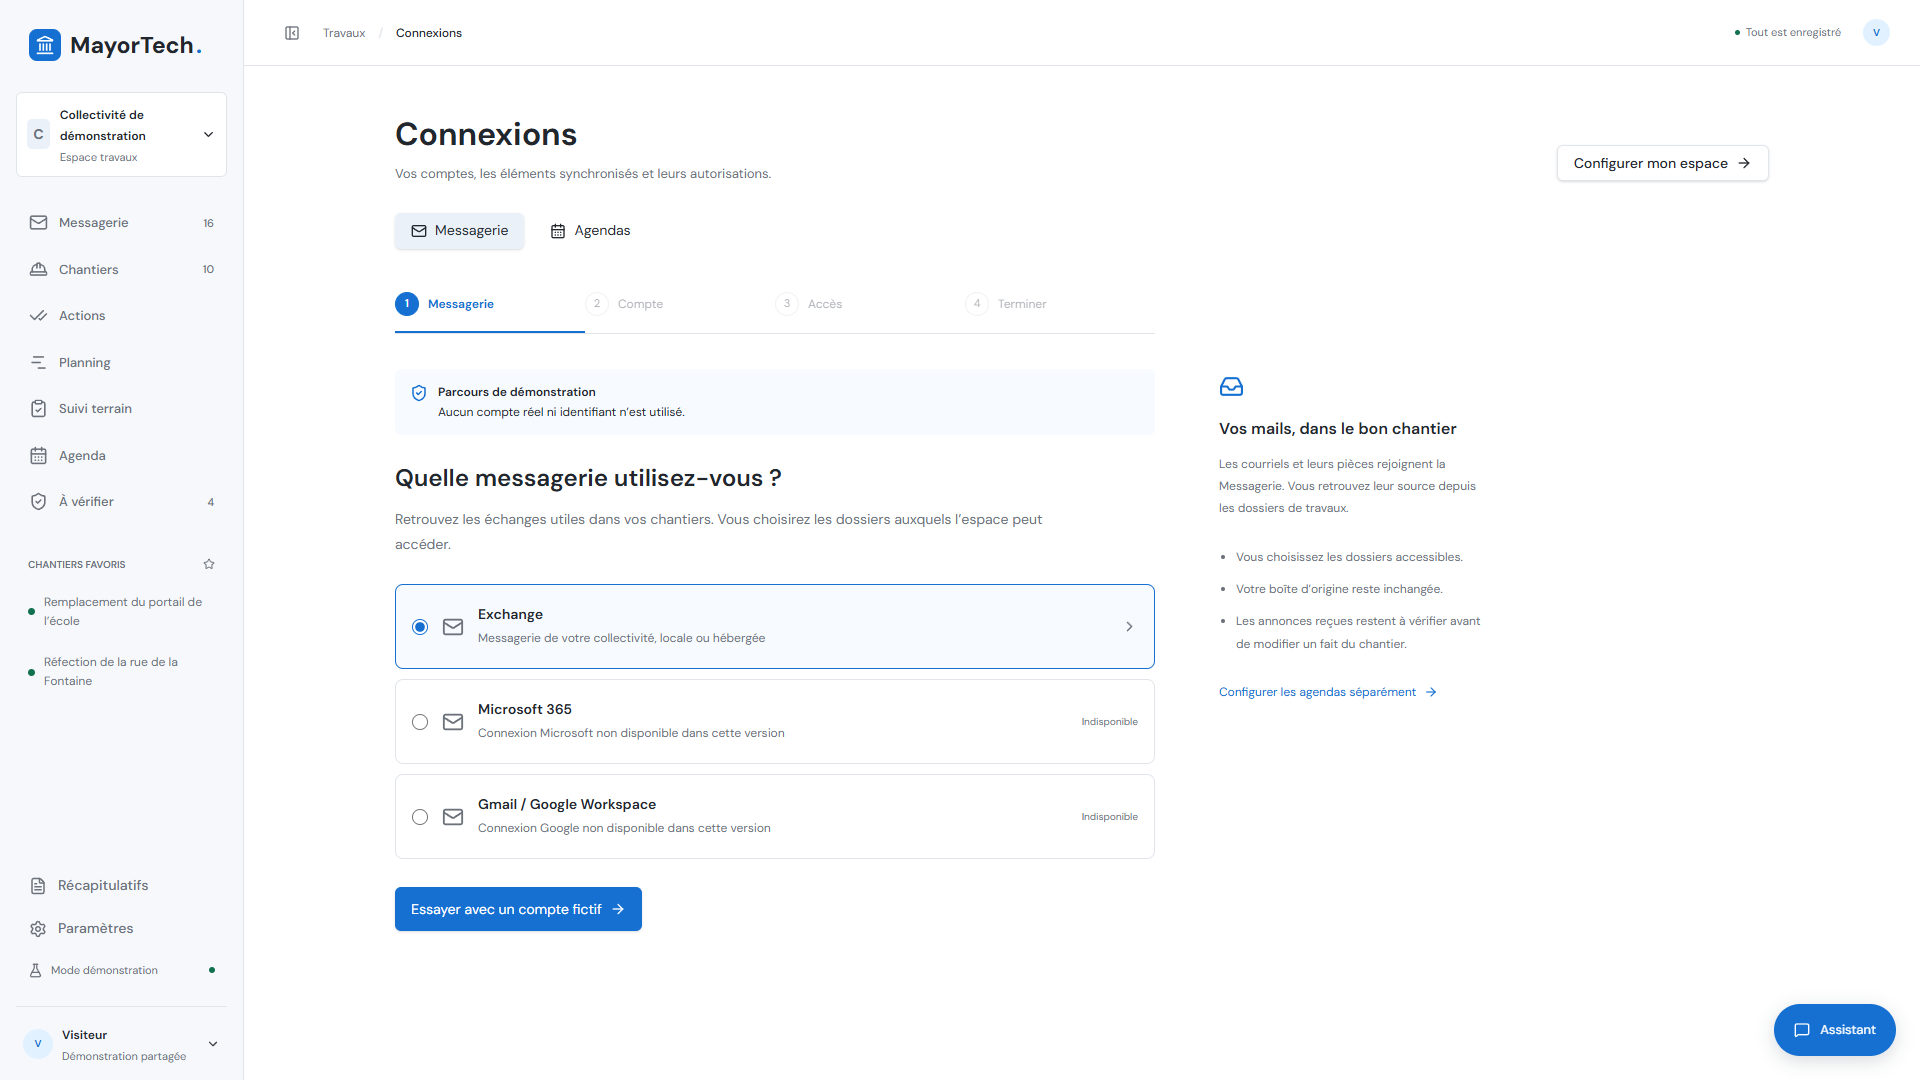 MayorTech.
C
Collectivité de
démonstration
Espace travaux
Messagerie 16
Chantiers 10
Actions
Planning
Suivi terrain
Agenda
À vérifier 4
CHANTIERS FAVORIS
Remplacement du portail de
l’école
Réfection de la rue de la
Fontaine
Récapitulatifs
Paramètres
Mode démonstration
V
Visiteur
Démonstration partagée
Travaux / Connexions
Tout est enregistré
V
Connexions
Vos comptes, les éléments synchronisés et leurs autorisations.
Configurer mon espace
Messagerie
Agendas
1 Messagerie
2 Compte
3 Accès
4 Terminer
Parcours de démonstration
Aucun compte réel ni identifiant n’est utilisé.
Quelle messagerie utilisez-vous ?
Retrouvez les échanges utiles dans vos chantiers. Vous choisirez les dossiers auxquels l’espace peut
accéder.
Exchange
Messagerie de votre collectivité, locale ou hébergée
Microsoft 365
Connexion Microsoft non disponible dans cette version
Indisponible
Gmail / Google Workspace
Connexion Google non disponible dans cette version
Indisponible
Essayer avec un compte fictif
Vos mails, dans le bon chantier
Les courriels et leurs pièces rejoignent la
Messagerie. Vous retrouvez leur source depuis
les dossiers de travaux.
Vous choisissez les dossiers accessibles.
Votre boîte d’origine reste inchangée.
Les annonces reçues restent à vérifier avant
de modifier un fait du chantier.
Configurer les agendas séparément
Assistant